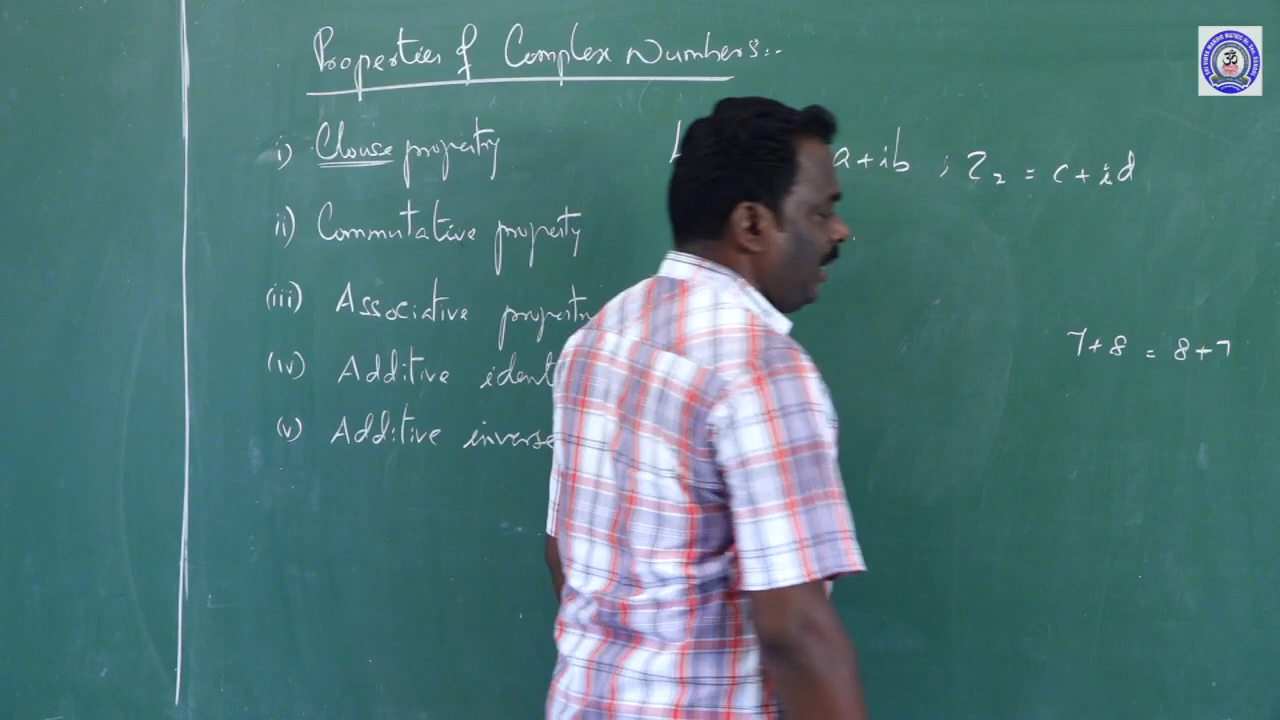 Properties of Complex Numbers:-
i) Clouse property
a+ib ; Z₂ = c+id
ii) Commutative property
(iii) Associative property
7+8 = 8+7
(iv) Additive ident
(v) Additive inverse